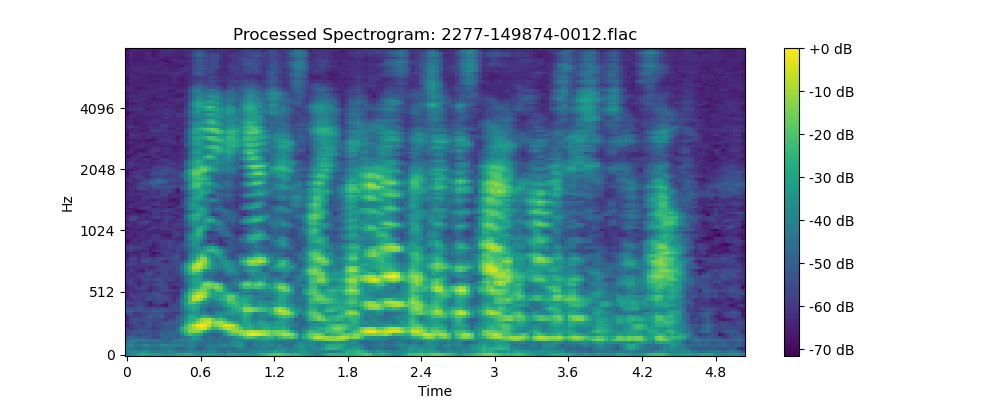 Processed Spectrogram: 2277-149874-0012.flac
Hz
4096
2048
1024
512
0
0 0.6 1.2 1.8 2.4 3 3.6 4.2 4.8
Time
+0 dB
-10 dB
-20 dB
-30 dB
-40 dB
-50 dB
-60 dB
-70 dB